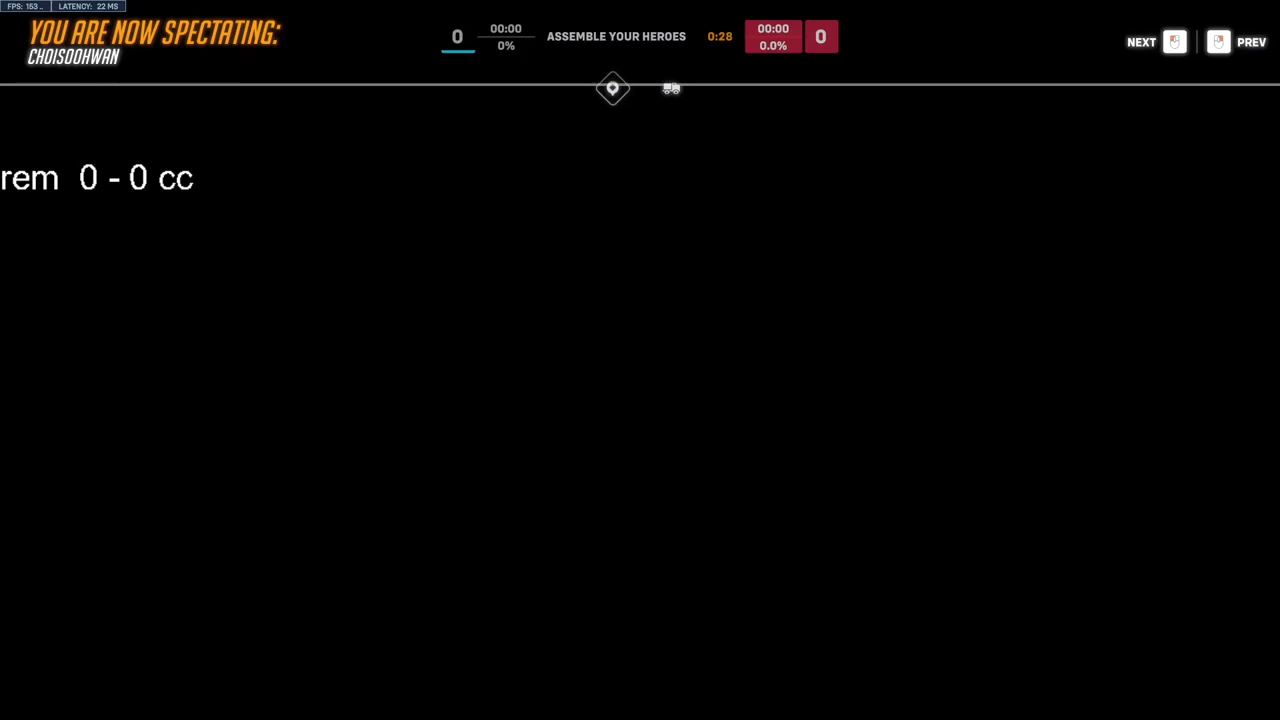 FPS: 153 .. LATENCY: 22 MS
YOU ARE NOW SPECTATING:
CHOISOOHWAN
0 00:00 0% ASSEMBLE YOUR HEROES 0:28 00:00 0.0% 0
NEXT PREV
rem 0 - 0 cc